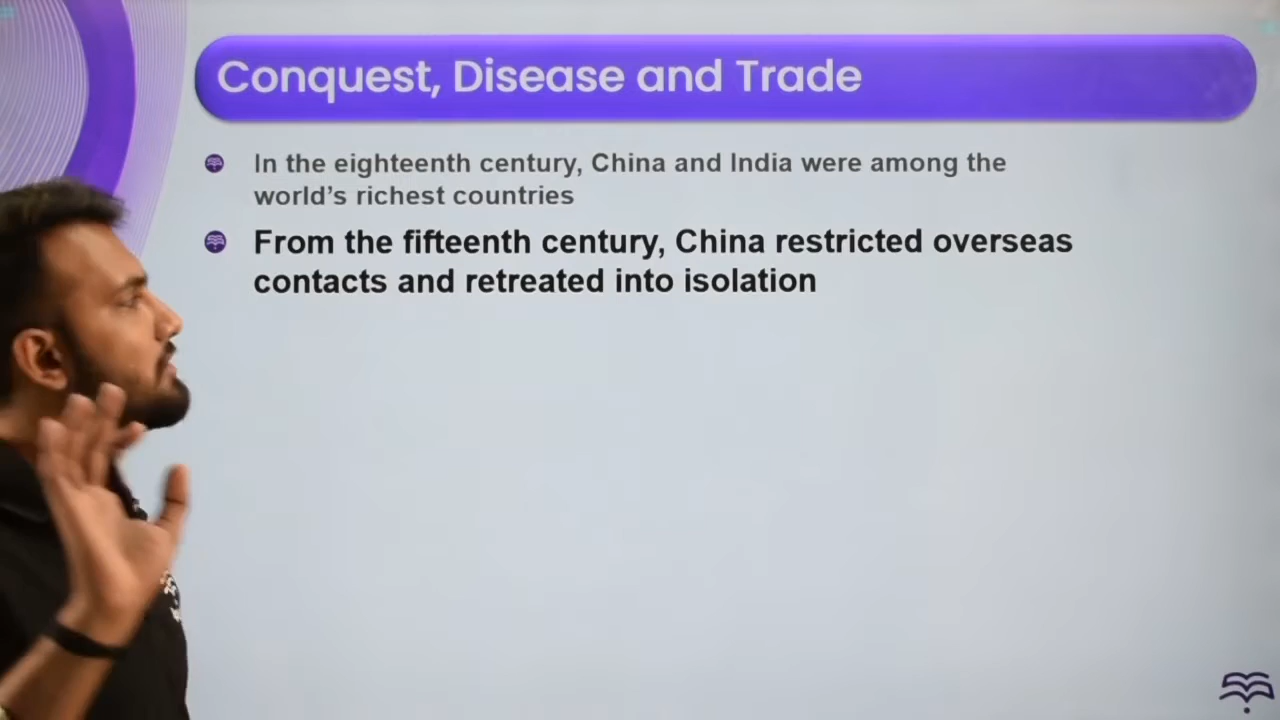 Conquest, Disease and Trade
In the eighteenth century, China and India were among the
world's richest countries
From the fifteenth century, China restricted overseas
contacts and retreated into isolation